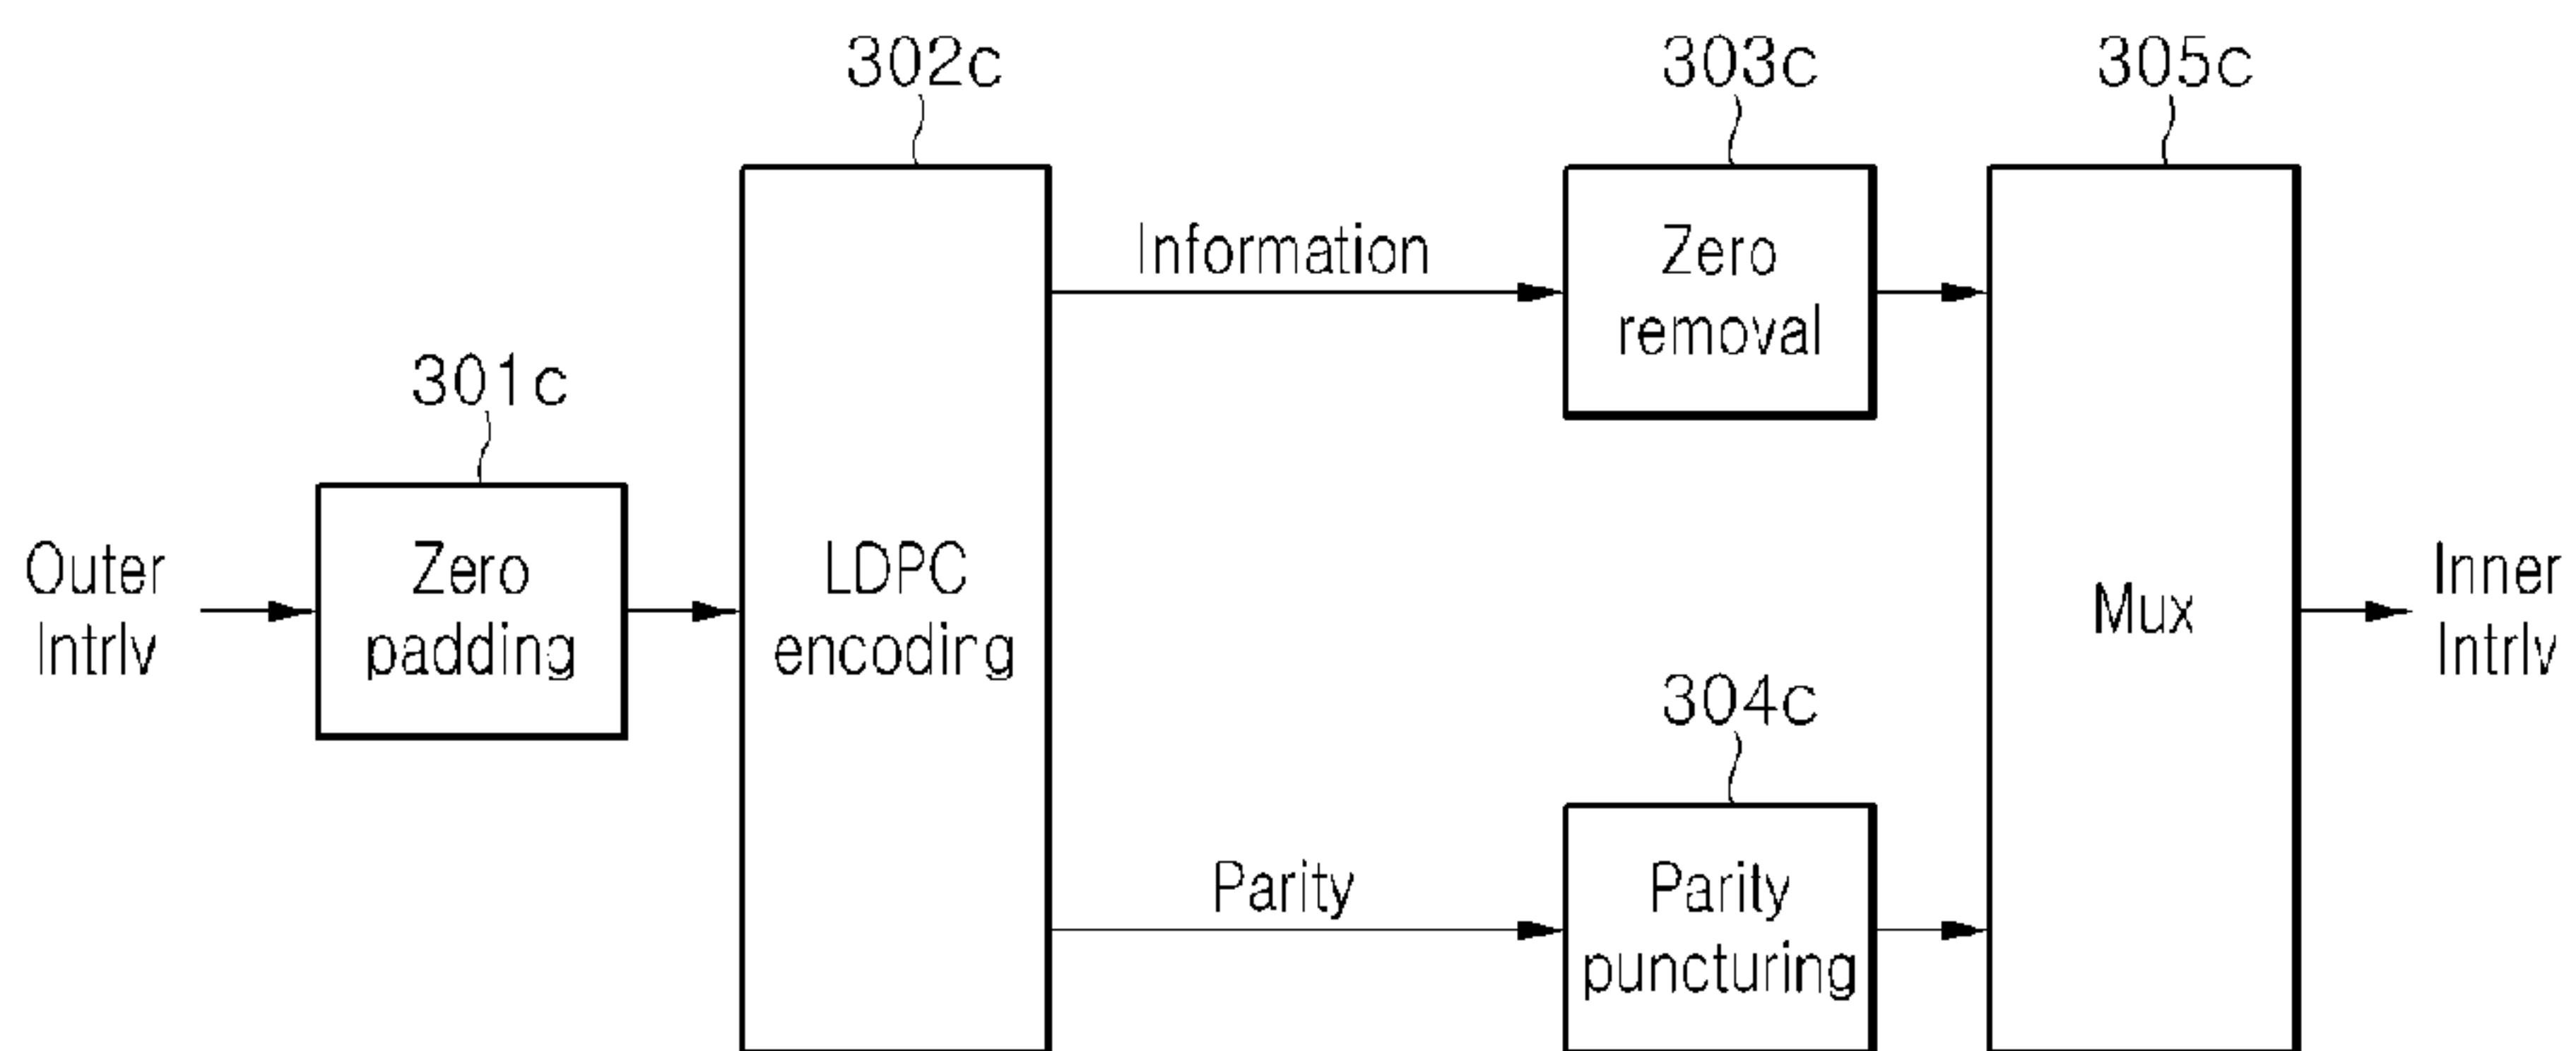 302c
303c
305c
Information
Zero
removal
301c
Outer
Intrlv
Zero
padding
LDPC
encoding
Mux
Inner
Intrlv
304c
Parity
Parity
puncturing